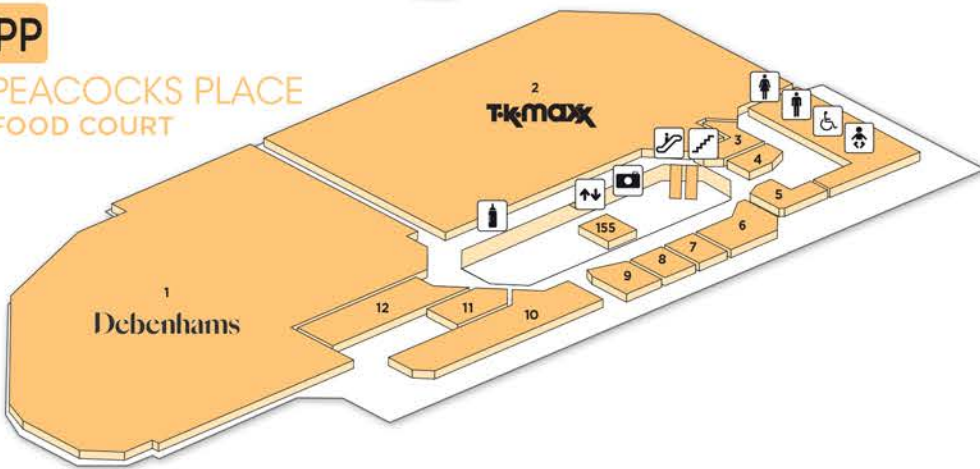 PP
PEACOCKS PLACE
FOOD COURT
2
T·K·maxx
3
4
5
155
6
7
8
9
1
Debenhams
12
11
10